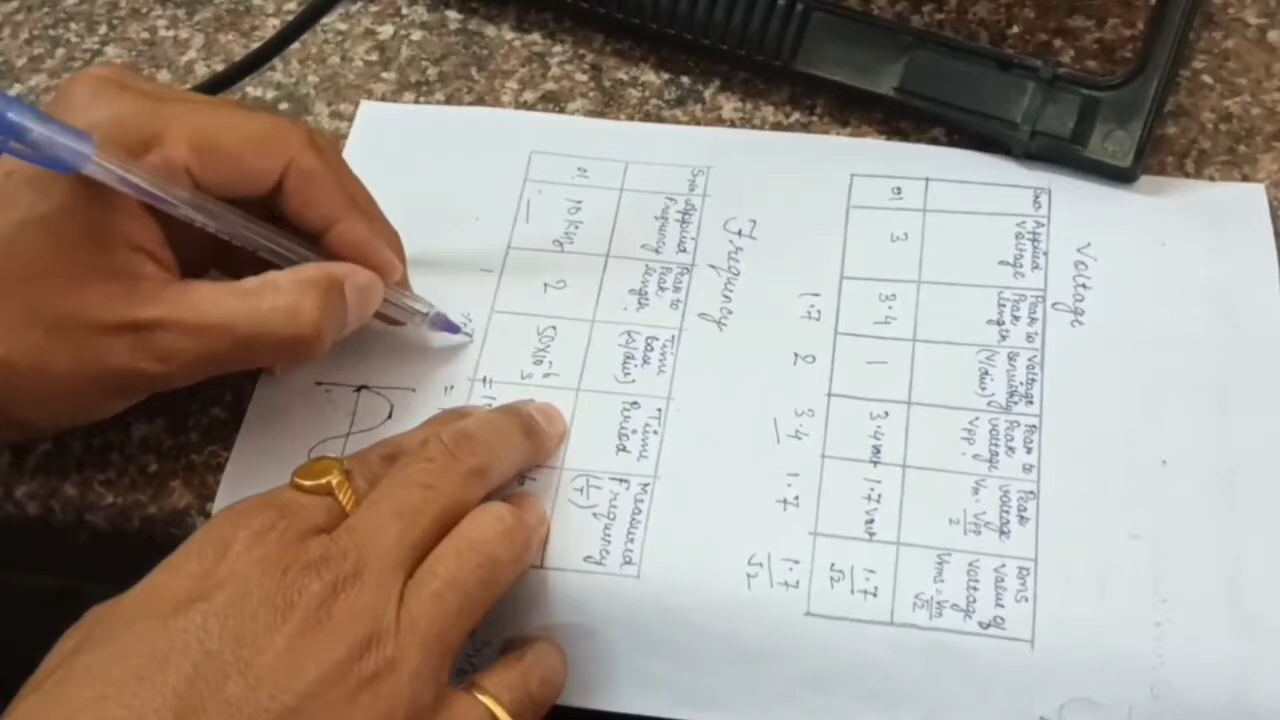 Voltage
S.No Applied Voltage Peak to Peak length Voltage sensibity (V/div) Peak to Peak voltage Vpp. Peak voltage Vm = Vpp/2 Rms value of voltage Vrms = Vm/√2
01 3 3.4 1 3.4 volt 1.7 volt 1.7/√2
1.7 2 3.4 1.7 1.7/√2
Frequency
S.No Applied Frequency Peak to Peak length. Time base (s/div) Time Period Measured frequency (1/T)
01. 10 KHz 2 50×10⁻⁶ s